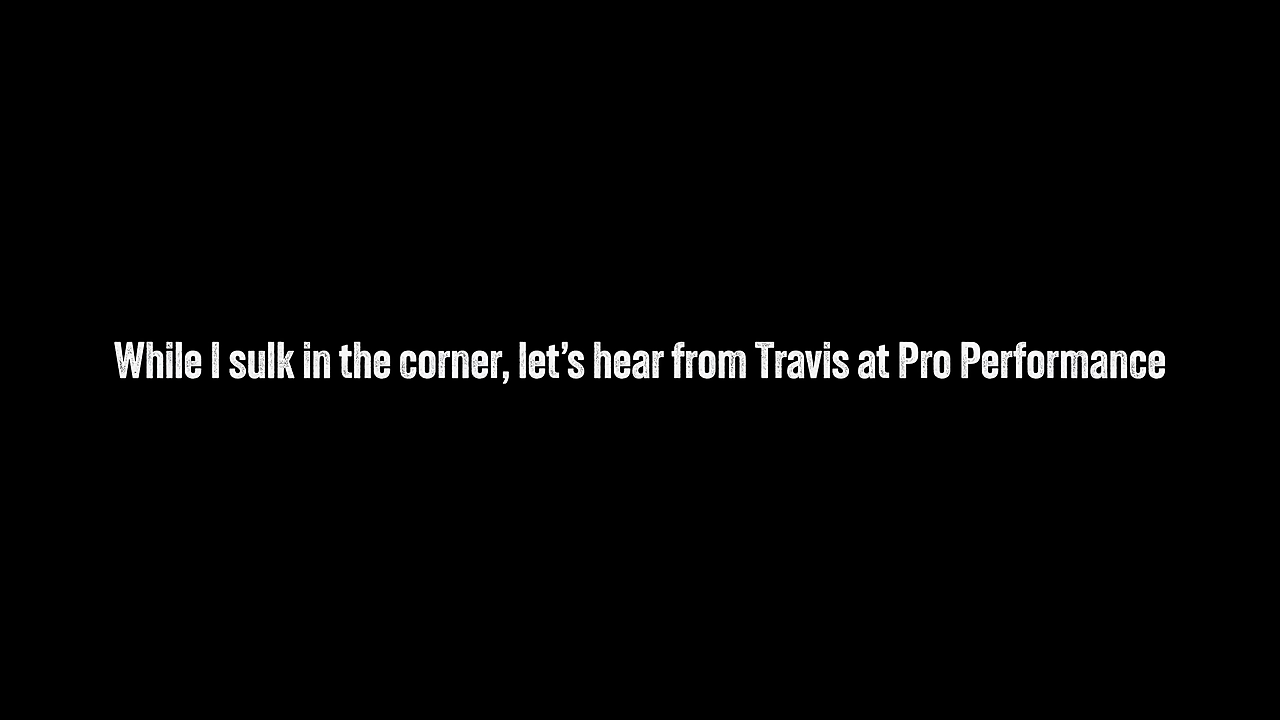 While I sulk in the corner, let’s hear from Travis at Pro Performance